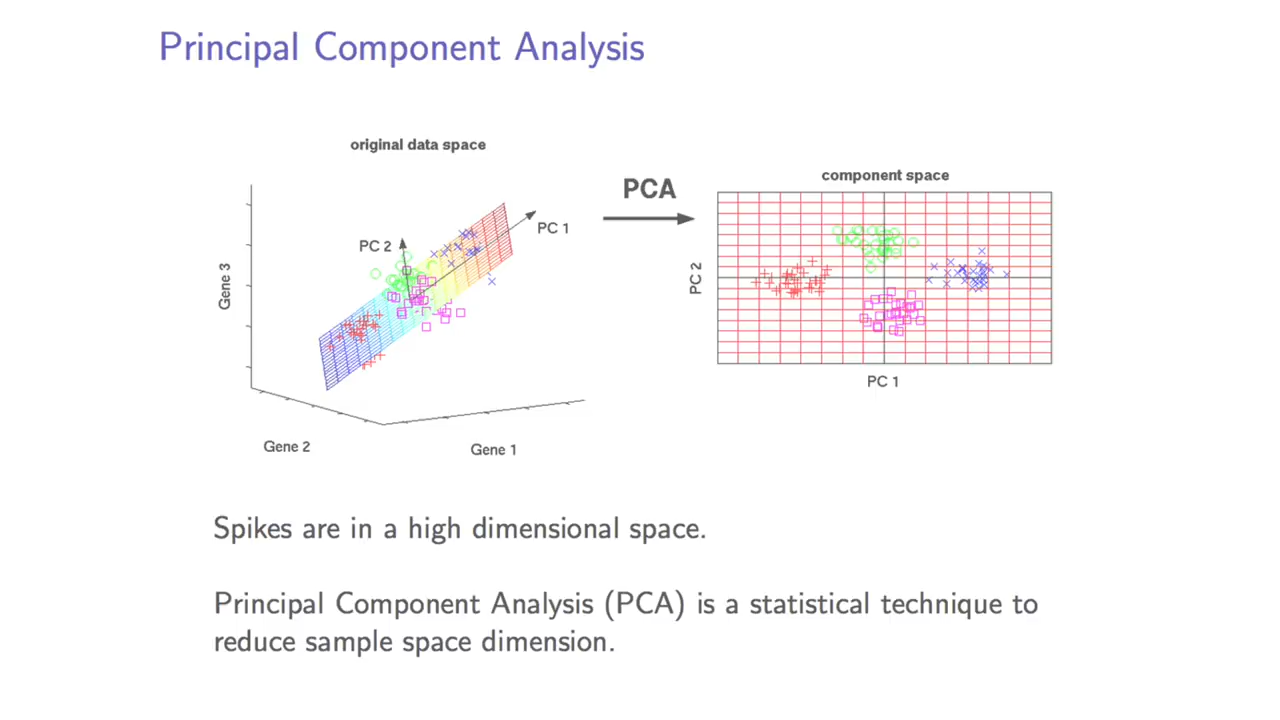 Principal Component Analysis
original data space
PC 1
PC 2
Gene 3
Gene 2
Gene 1
PCA
component space
PC 2
PC 1
Spikes are in a high dimensional space.
Principal Component Analysis (PCA) is a statistical technique to
reduce sample space dimension.